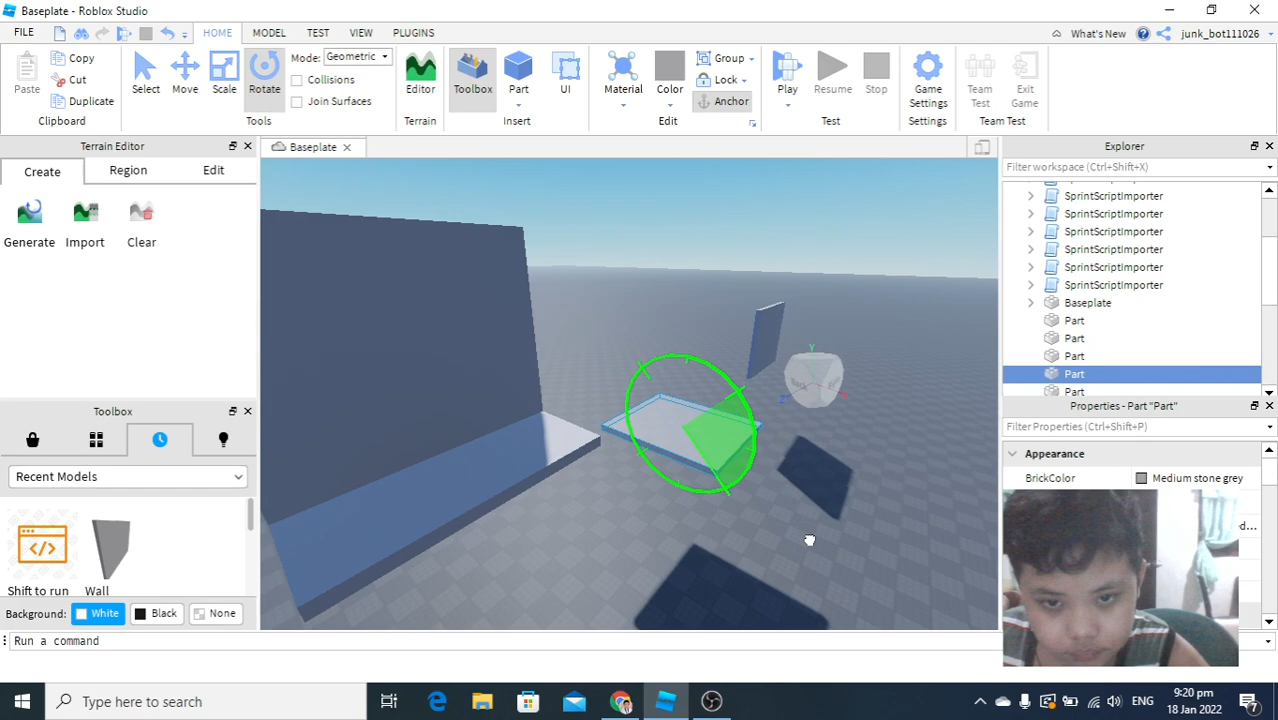 Baseplate - Roblox Studio
FILE HOME MODEL TEST VIEW PLUGINS What's New junk_bot111026
Paste Copy Cut Duplicate Select Move Scale Rotate Mode: Geometric Collisions Join Surfaces Editor Toolbox Part UI Material Color Group Lock Anchor Play Resume Stop Game Settings Team Test Exit Game
Clipboard Tools Terrain Insert Edit Test Settings Team Test
Terrain Editor Baseplate Explorer
Create Region Edit
Filter workspace (Ctrl+Shift+X)
Generate Import Clear
SprintScriptImporter
SprintScriptImporter
SprintScriptImporter
SprintScriptImporter
SprintScriptImporter
SprintScriptImporter
Baseplate
Part
Part
Part
Part
Part
Y
Z
X
Toolbox
Recent Models
Shift to run Wall
Background: White Black None
Properties - Part "Part"
Filter Properties (Ctrl+Shift+P)
Appearance
BrickColor Medium stone grey
d...
Run a command
Type here to search
ENG 9:20 pm
18 Jan 2022
7